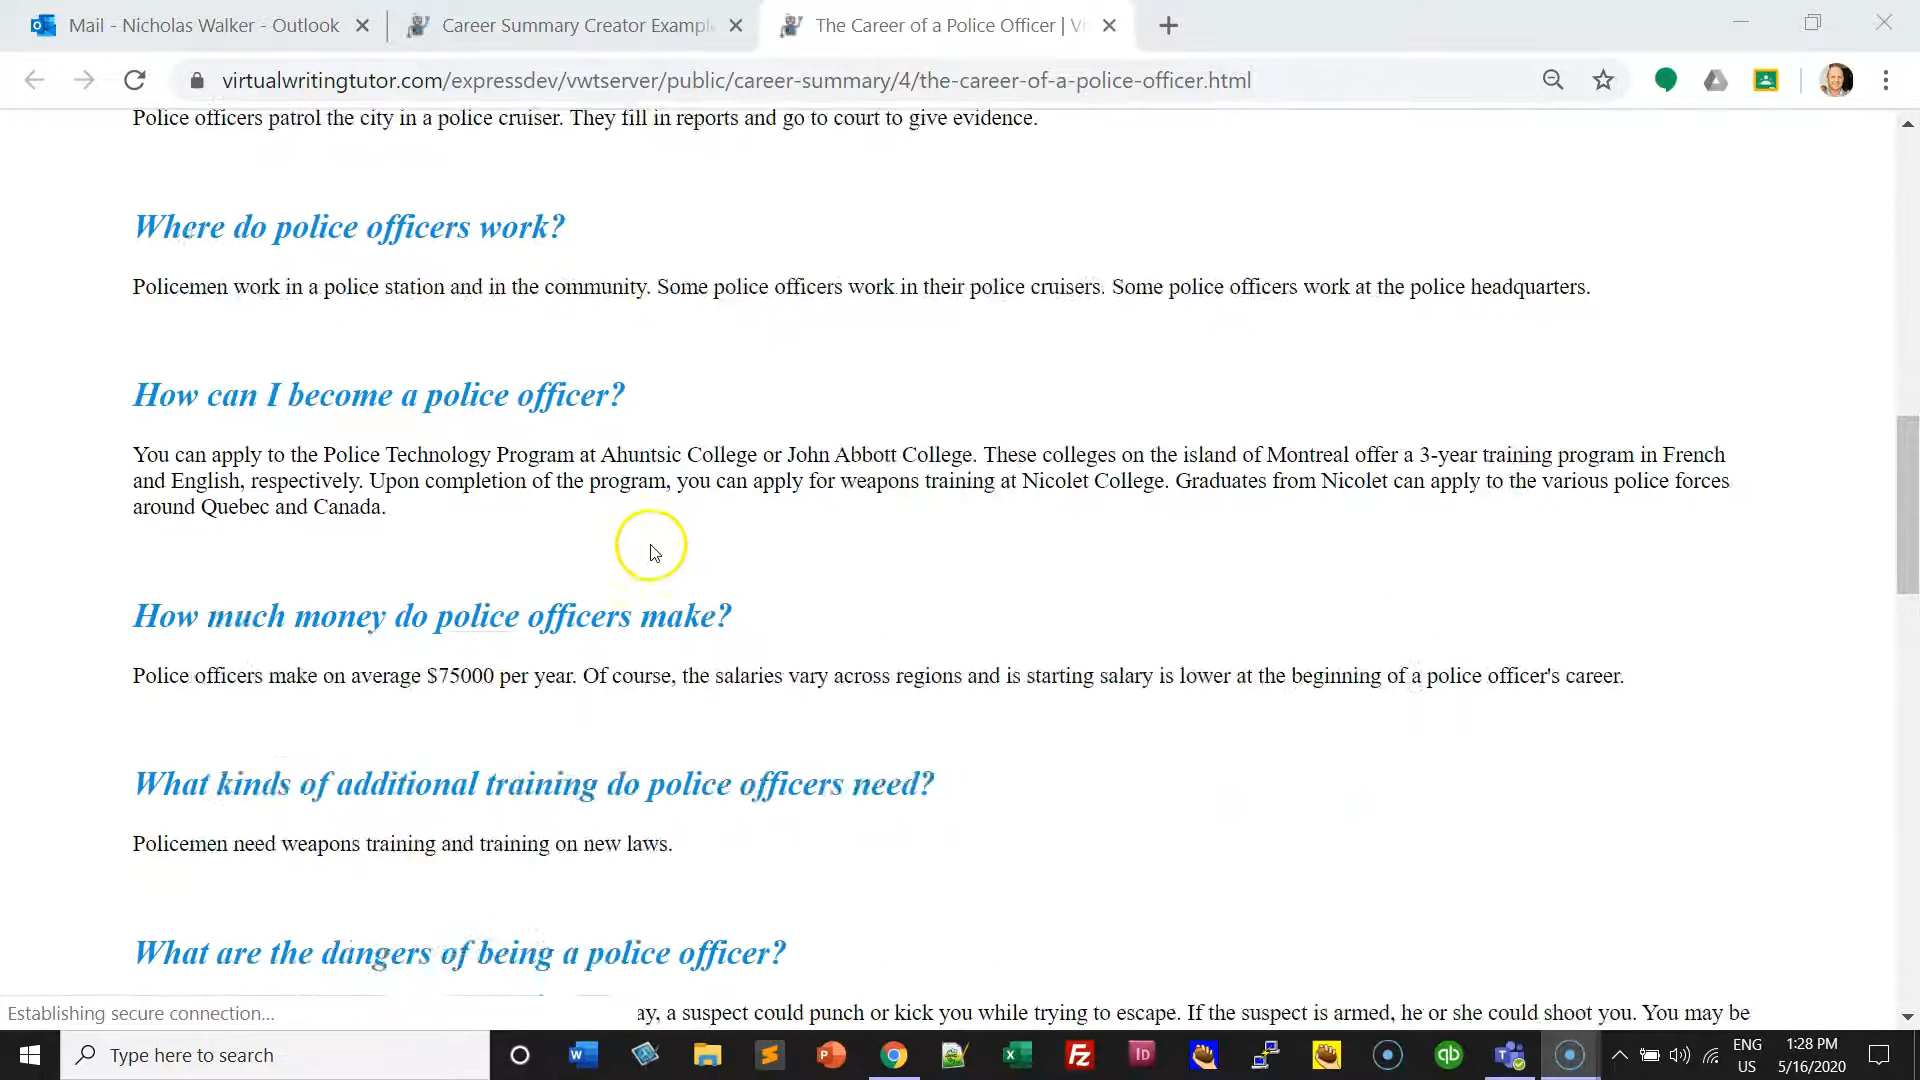 Mail - Nicholas Walker - Outlook
Career Summary Creator Exampl
The Career of a Police Officer | Vi
virtualwritingtutor.com/expressdev/vwtserver/public/career-summary/4/the-career-of-a-police-officer.html
Police officers patrol the city in a police cruiser. They fill in reports and go to court to give evidence.
Where do police officers work?
Policemen work in a police station and in the community. Some police officers work in their police cruisers. Some police officers work at the police headquarters.
How can I become a police officer?
You can apply to the Police Technology Program at Ahuntsic College or John Abbott College. These colleges on the island of Montreal offer a 3-year training program in French
and English, respectively. Upon completion of the program, you can apply for weapons training at Nicolet College. Graduates from Nicolet can apply to the various police forces
around Quebec and Canada.
How much money do police officers make?
Police officers make on average $75000 per year. Of course, the salaries vary across regions and is starting salary is lower at the beginning of a police officer's career.
What kinds of additional training do police officers need?
Policemen need weapons training and training on new laws.
What are the dangers of being a police officer?
ay, a suspect could punch or kick you while trying to escape. If the suspect is armed, he or she could shoot you. You may be
Establishing secure connection...
Type here to search
ENG
US
1:28 PM
5/16/2020